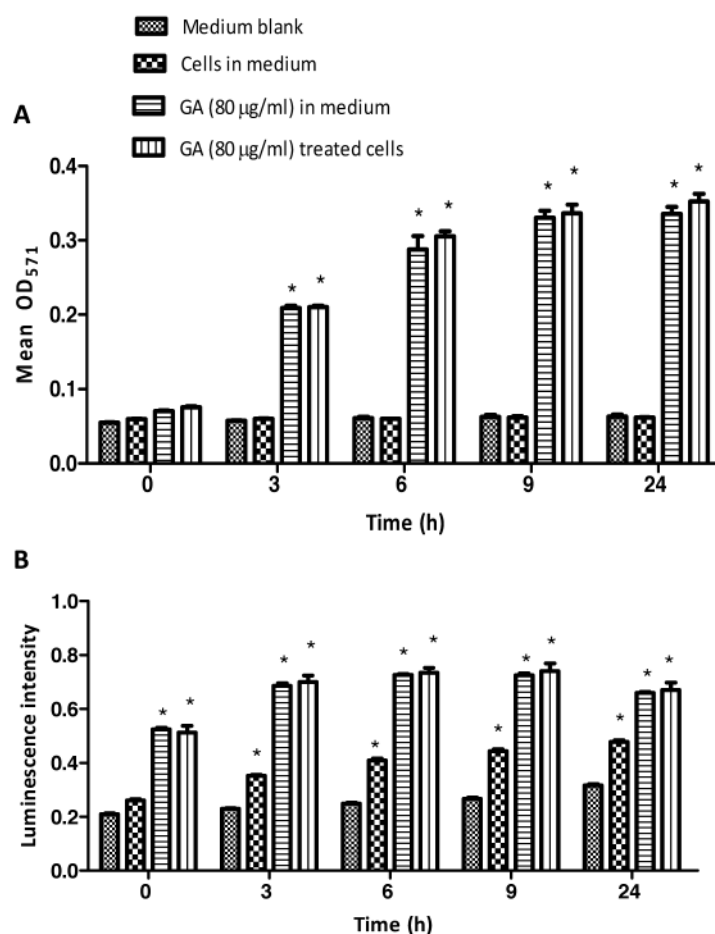 Medium blank
Cells in medium
GA (80 µg/ml) in medium
GA (80 µg/ml) treated cells
A
Mean OD571
0.4
0.3
0.2
0.1
0.0
* *
* *
* *
* *
0 3 6 9 24
Time (h)
B
Luminescence intensity
1.0
0.8
0.6
0.4
0.2
0.0
* *
* * *
* * *
* * *
* * *
0 3 6 9 24
Time (h)